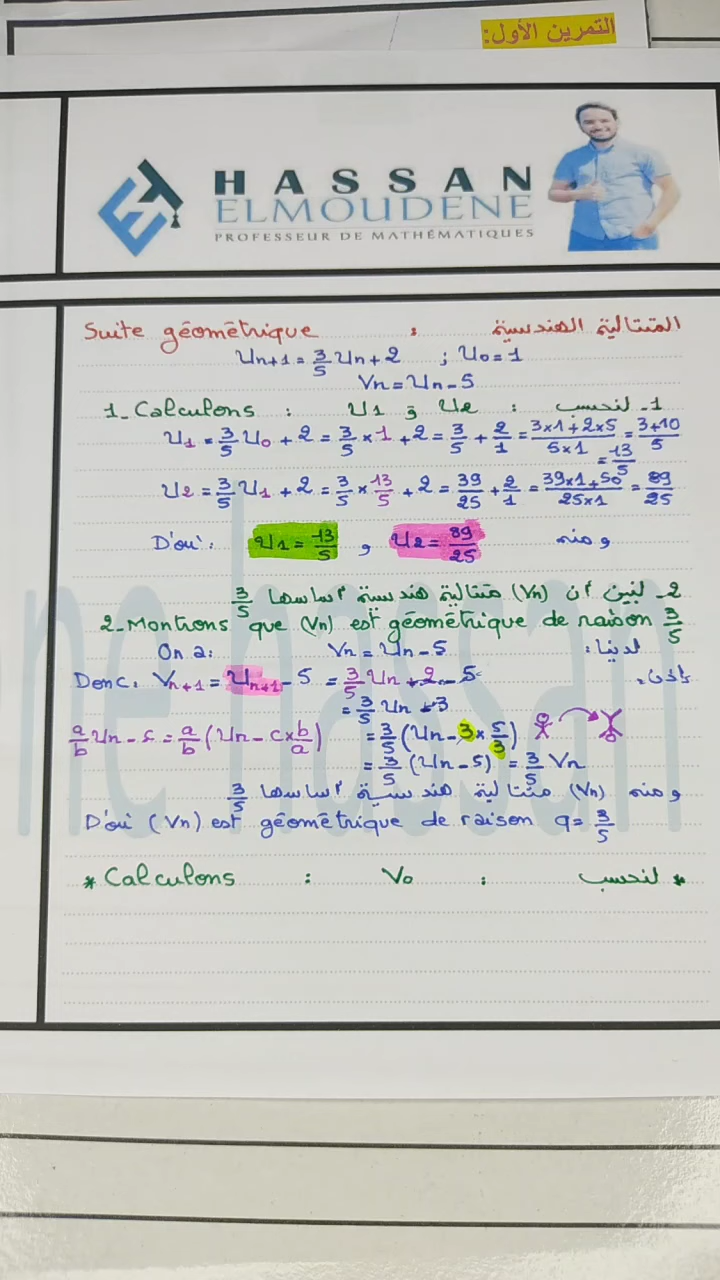 التمرين الأول:
HASSAN
ELMOUDENE
PROFESSEUR DE MATHÉMATIQUES
Suite géométrique : المتتالية الهندسية
Un+1 = 3/5 Un + 2 ; U0 = 1
Vn = Un - 5
1_Calculons : U1 و U2 : 1- لنحسب
U1 = 3/5 U0 + 2 = 3/5 × 1 + 2 = 3/5 + 2/1 = (3×1+2×5)/(5×1) = (3+10)/5
= 13/5
U2 = 3/5 U1 + 2 = 3/5 × 13/5 + 2 = 39/25 + 2/1 = (39×1+50)/(25×1) = 89/25
D'où: U1 = 13/5 و U2 = 89/25 ومنه
2- لنبين أن (Vn) متتالية هندسية أساسها 3/5
2_Montrons que (Vn) est géométrique de raison 3/5
On a: Vn = Un - 5 لدينا:
Donc: Vn+1 = Un+1 - 5 = 3/5 Un + 2 - 5 إذن:
= 3/5 Un - 3
a/b Un - c = a/b (Un - c × b/a) = 3/5 (Un - 3 × 5/3)
= 3/5 (Un - 5) = 3/5 Vn
ومنه (Vn) متتالية هندسية أساسها 3/5
D'où (Vn) est géométrique de raison q = 3/5
* Calculons : V0 : لنحسب *
ne hassan